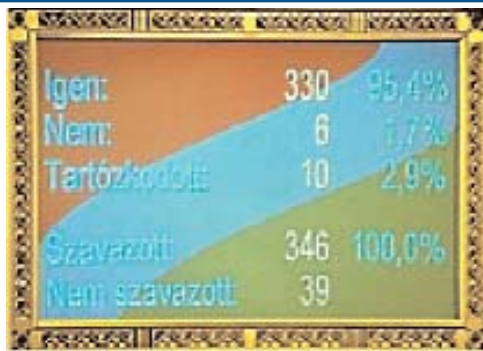 Igen: 330 95,4%
Nem: 6 1,7%
Tartózkodott: 10 2,9%
Szavazott: 346 100,0%
Nem szavazott: 39